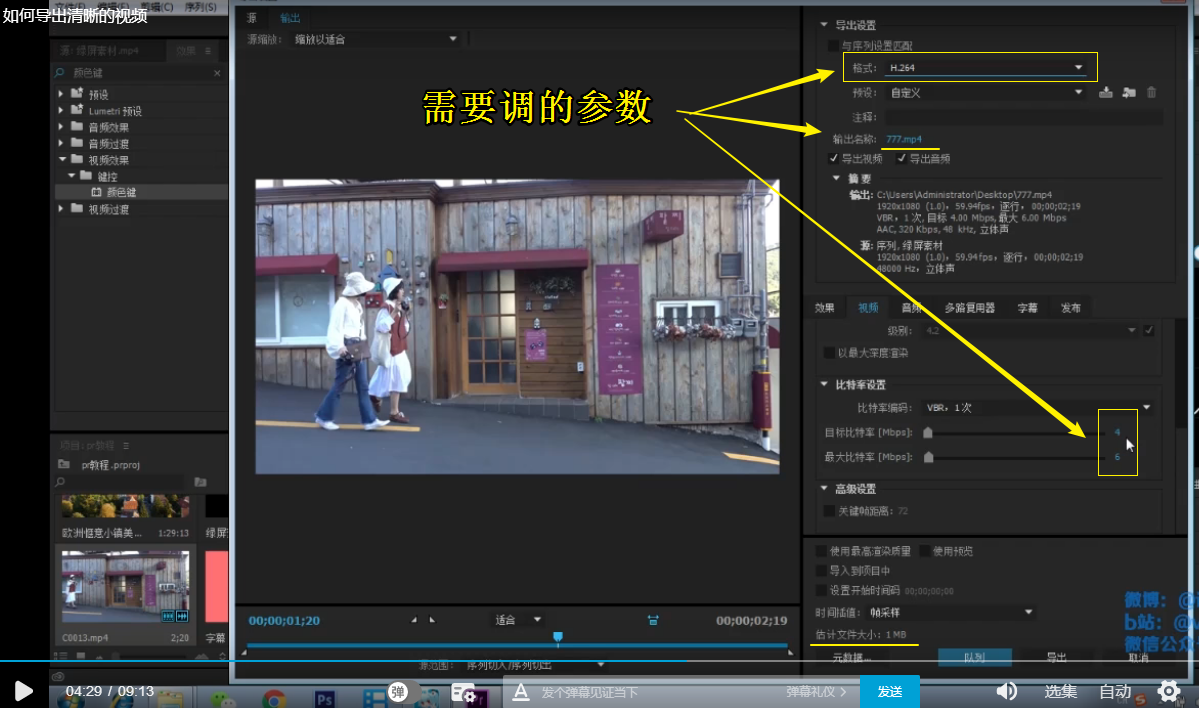 如何导出清晰的视频
文件(F) 编辑(E) 剪辑(C) 序列(S)
源: 绿屏素材.mp4
效果
颜色键
预设
Lumetri 预设
音频效果
音频过渡
视频效果
键控
颜色键
视频过渡
项目: pr教程
pr教程.prproj
欧洲惬意小镇美... 1:29:13
绿屏
C0013.mp4 2;20
字幕
源
输出
源缩放: 缩放以适合
需要调的参数
00;00;01;20
适合
00;00;02;19
源范围: 序列切入/序列切出
导出设置
与序列设置匹配
格式: H.264
预设: 自定义
注释:
输出名称: 777.mp4
导出视频 导出音频
摘要
输出: C:\Users\Administrator\Desktop\777.mp4
1920x1080 (1.0), 59.94fps, 逐行, 00;00;02;19
VBR, 1 次, 目标 4.00 Mbps, 最大 6.00 Mbps
AAC, 320 Kbps, 48 kHz, 立体声
源: 序列, 绿屏素材
1920x1080 (1.0), 59.94fps, 逐行, 00;00;02;19
48000 Hz, 立体声
效果 视频 音频 多路复用器 字幕 发布
级别: 4.2
以最大深度渲染
比特率设置
比特率编码: VBR, 1 次
目标比特率 [Mbps]: 4
最大比特率 [Mbps]: 6
高级设置
关键帧距离: 72
使用最高渲染质量 使用预览
导入到项目中
设置开始时间码 00;00;00;00
时间插值: 帧采样
估计文件大小: 1 MB
元数据... 队列 导出 取消
微博: @
b站: @
微信公众
04:29 / 09:13
弹
发个弹幕见证当下
弹幕礼仪
发送
选集
自动